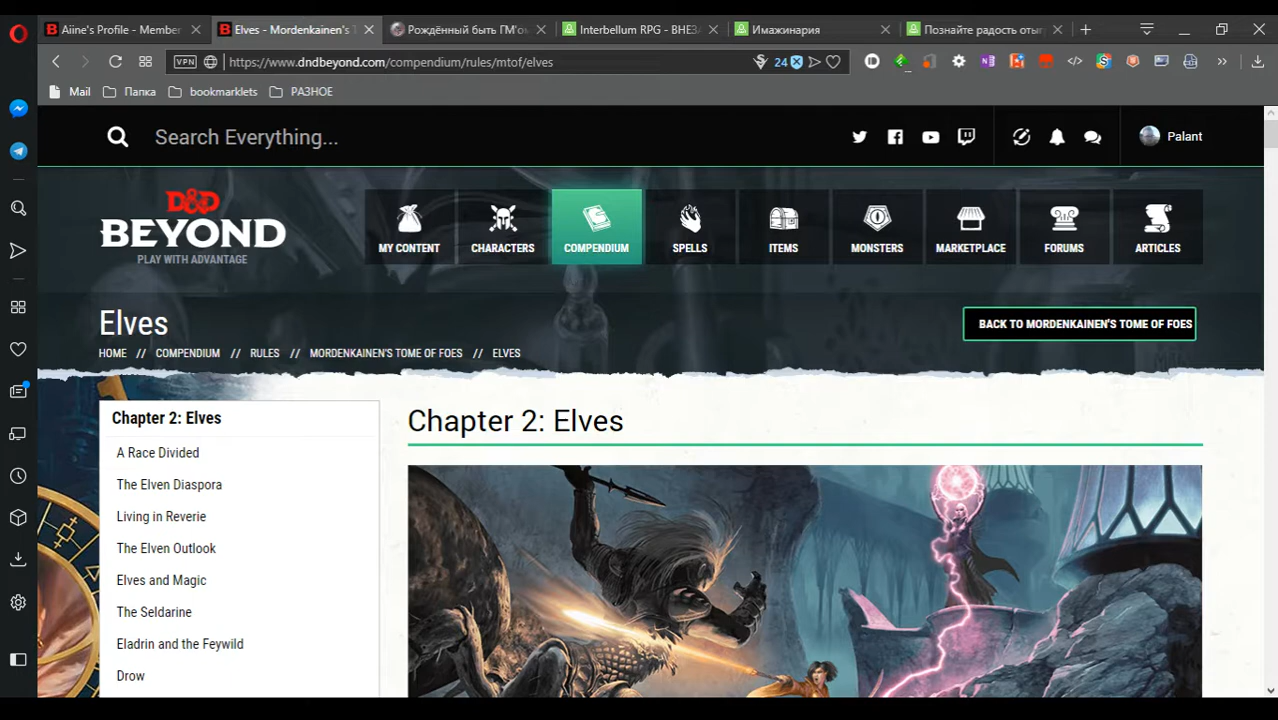 Aiine's Profile - Member
Elves - Mordenkainen's T
Рождённый быть ГМ'ом
Interbellum RPG - ВНЕЗ
Имажинария
Познайте радость отыг
VPN
https://www.dndbeyond.com/compendium/rules/mtof/elves
24
Mail
Папка
bookmarklets
РАЗНОЕ
Search Everything...
Palant
D&D
BEYOND
PLAY WITH ADVANTAGE
MY CONTENT
CHARACTERS
COMPENDIUM
SPELLS
ITEMS
MONSTERS
MARKETPLACE
FORUMS
ARTICLES
Elves
BACK TO MORDENKAINEN'S TOME OF FOES
HOME // COMPENDIUM // RULES // MORDENKAINEN'S TOME OF FOES // ELVES
Chapter 2: Elves
A Race Divided
The Elven Diaspora
Living in Reverie
The Elven Outlook
Elves and Magic
The Seldarine
Eladrin and the Feywild
Drow
Chapter 2: Elves